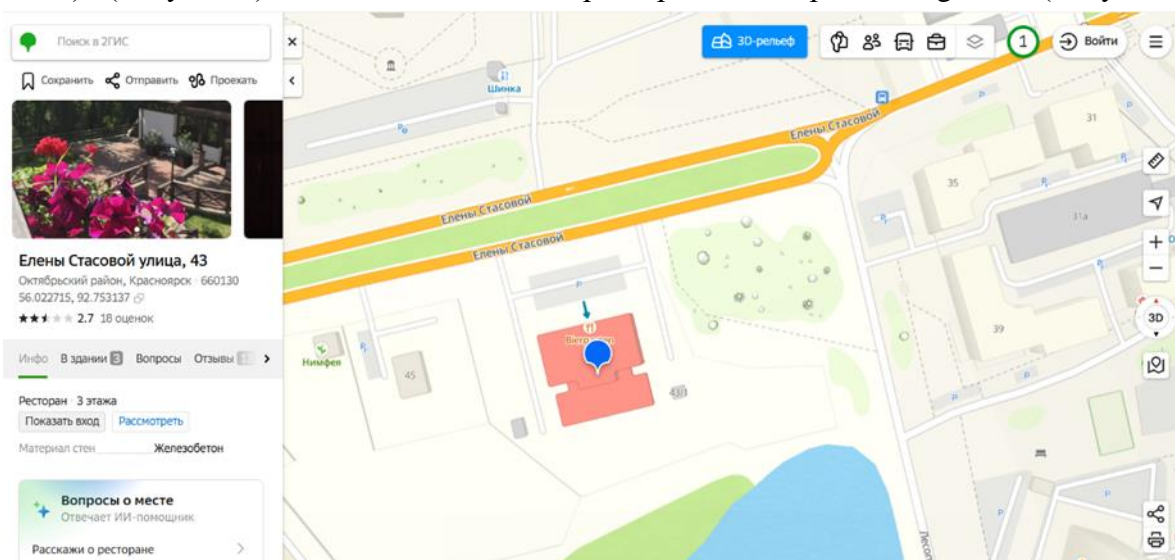 Поиск в 2ГИС
Сохранить Отправить Проехать
Елены Стасовой улица, 43
Октябрьский район, Красноярск · 660130
56.022715, 92.753137
2.7 18 оценок
Инфо В здании 3 Вопросы Отзывы
Ресторан · 3 этажа
Показать вход Рассмотреть
Материал стен Железобетон
Вопросы о месте
Отвечает ИИ-помощник
Расскажи о ресторане
3D-рельеф
1
Войти
Шинка
Елены Стасовой
Елены Стасовой
Елены Стасовой
31
35
31а
39
3D
Нимфея
45
43/1
P
P
P
P
P